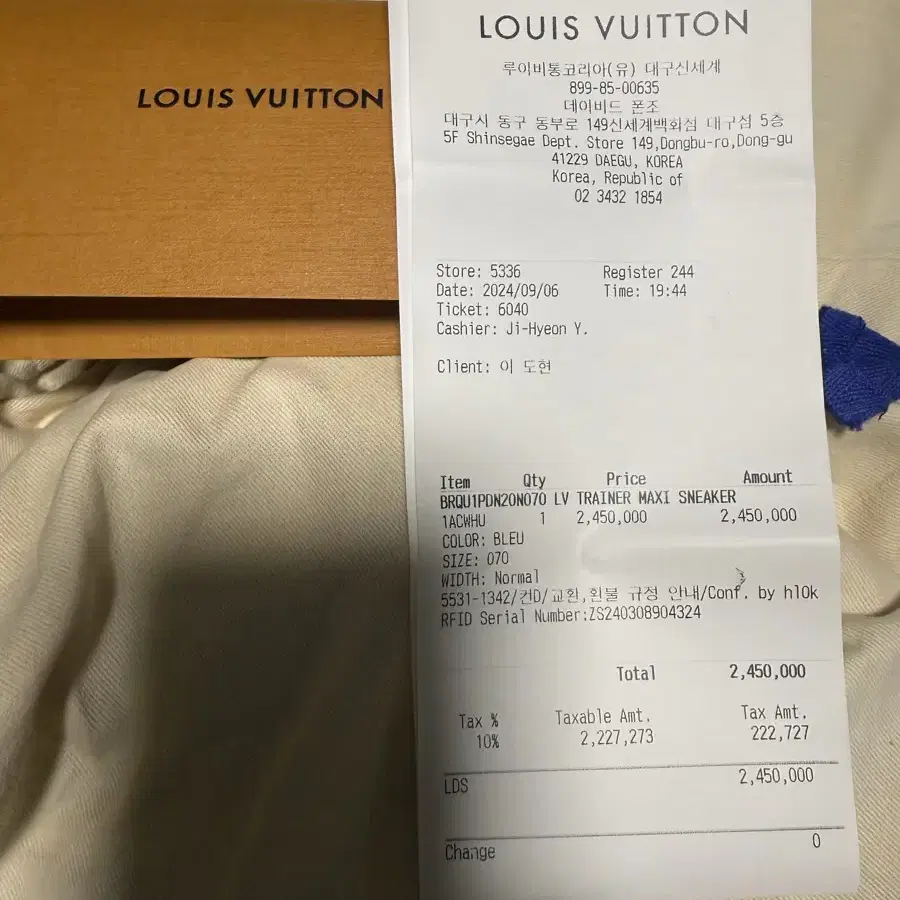 LOUIS VUITTON
LOUIS VUITTON
루이비통코리아(유) 대구신세계
899-85-00635
데이비드 폰조
대구시 동구 동부로 149신세계백화점 대구점 5층
5F Shinsegae Dept. Store 149,Dongbu-ro,Dong-gu
41229 DAEGU, KOREA
Korea, Republic of
02 3432 1854
Store: 5336 Register 244
Date: 2024/09/06 Time: 19:44
Ticket: 6040
Cashier: Ji-Hyeon Y.
Client: 이 도현
Item Qty Price Amount
BRQU1PDN20N070 LV TRAINER MAXI SNEAKER
1ACWHU 1 2,450,000 2,450,000
COLOR: BLEU
SIZE: 070
WIDTH: Normal
5531-1342/컨D/교환,환불 규정 안내/Conf. by hl0k
RFID Serial Number:ZS240308904324
Total 2,450,000
Tax % Taxable Amt. Tax Amt.
10% 2,227,273 222,727
LDS 2,450,000
Change 0